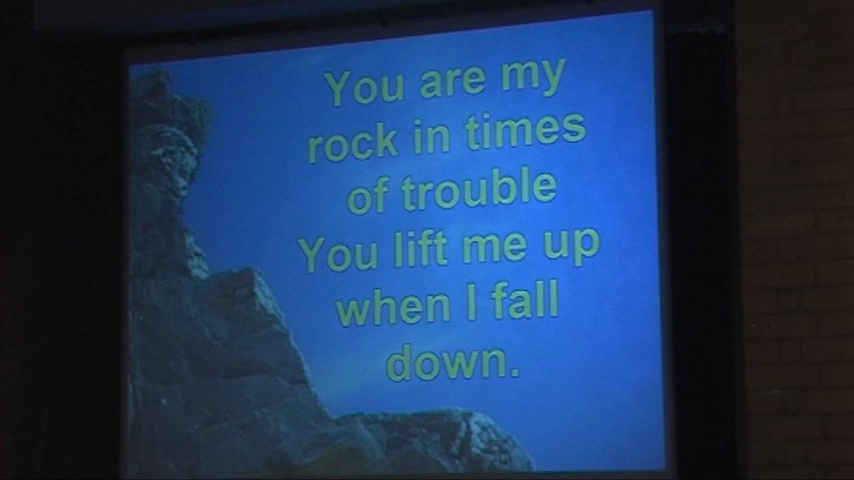 You are my
rock in times
of trouble
You lift me up
when I fall
down.